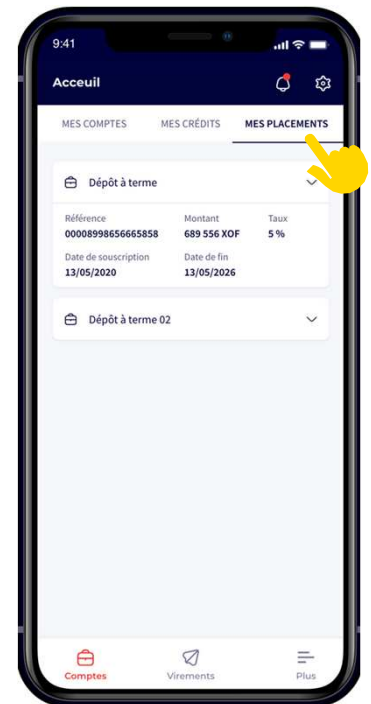 9:41
Acceuil
MES COMPTES MES CRÉDITS MES PLACEMENTS
Dépôt à terme
Référence Montant Taux
00008998656665858 689 556 XOF 5 %
Date de souscription Date de fin
13/05/2020 13/05/2026
Dépôt à terme 02
Comptes Virements Plus